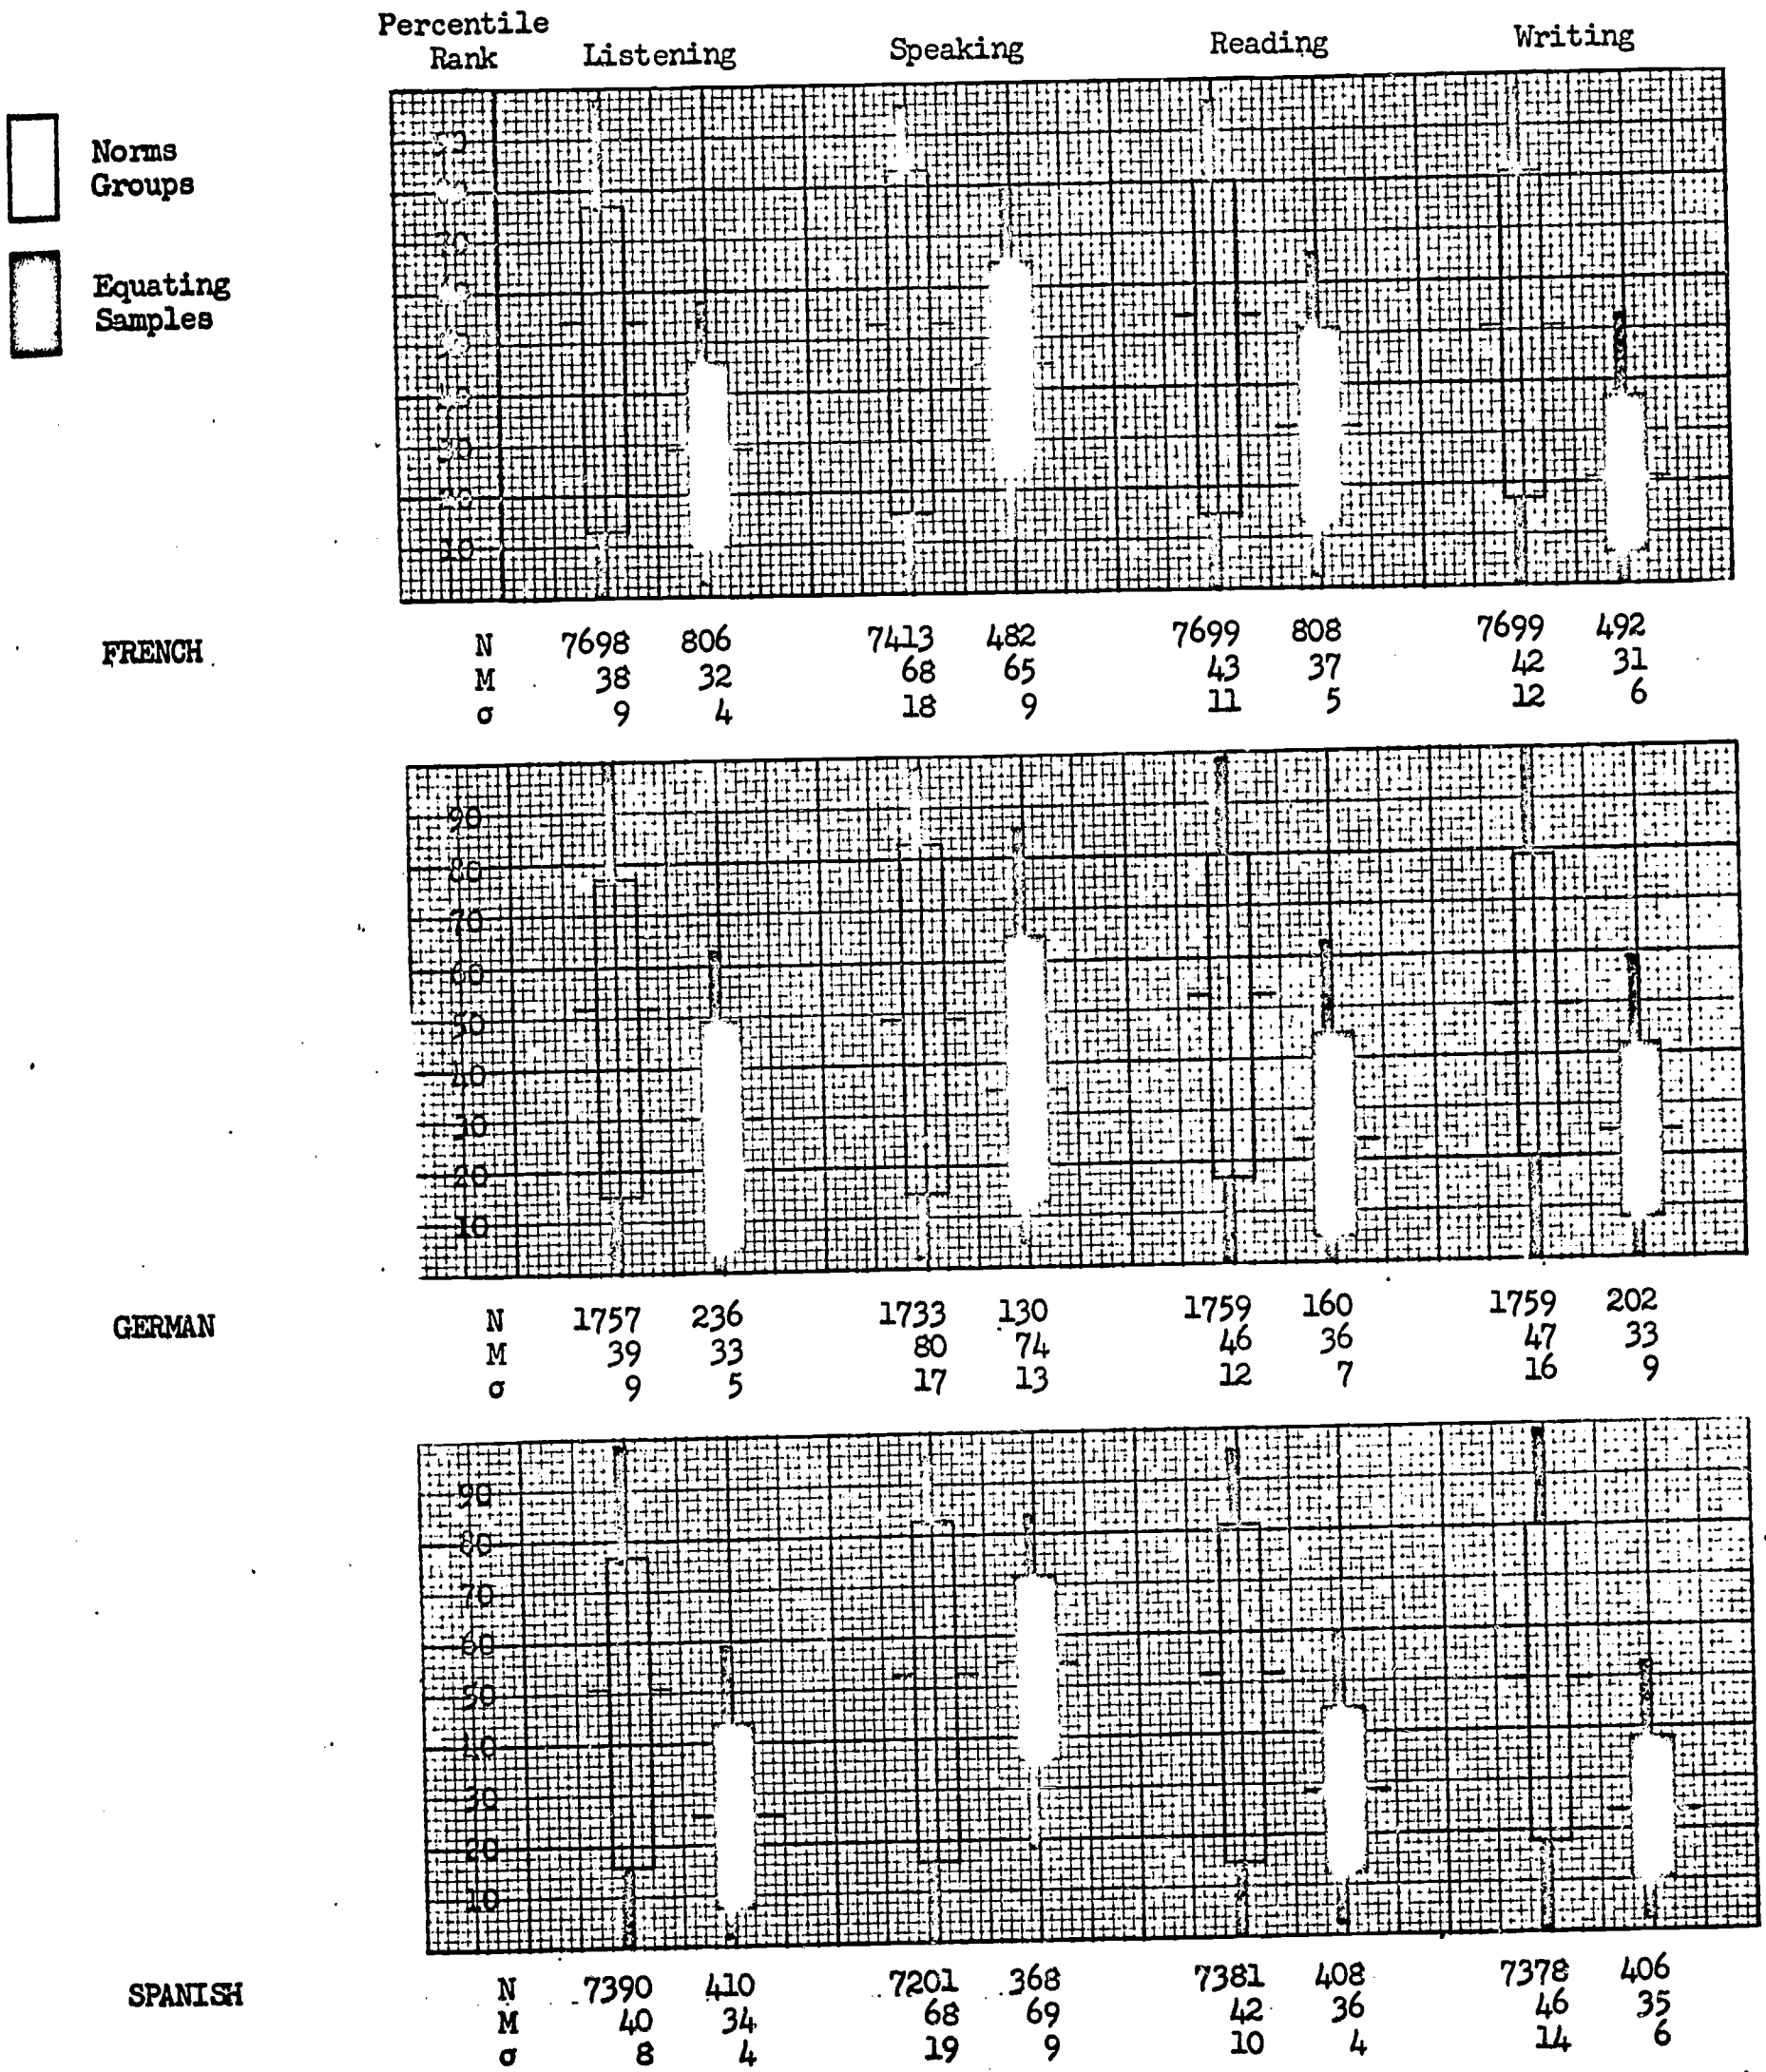 Percentile
Rank Listening Speaking Reading Writing
Norms
Groups
Equating
Samples
70
30
20
10
FRENCH N 7698 806 7413 482 7699 808 7699 492
M 38 32 68 65 43 37 42 31
σ 9 4 18 9 11 5 12 6
90
80
70
60
50
40
30
20
10
GERMAN N 1757 236 1733 130 1759 160 1759 202
M 39 33 80 74 46 36 47 33
σ 9 5 17 13 12 7 16 9
90
80
70
60
50
40
30
20
10
SPANISH N 7390 410 7201 368 7381 408 7378 406
M 40 34 68 69 42 36 46 35
σ 8 4 19 9 10 4 14 6